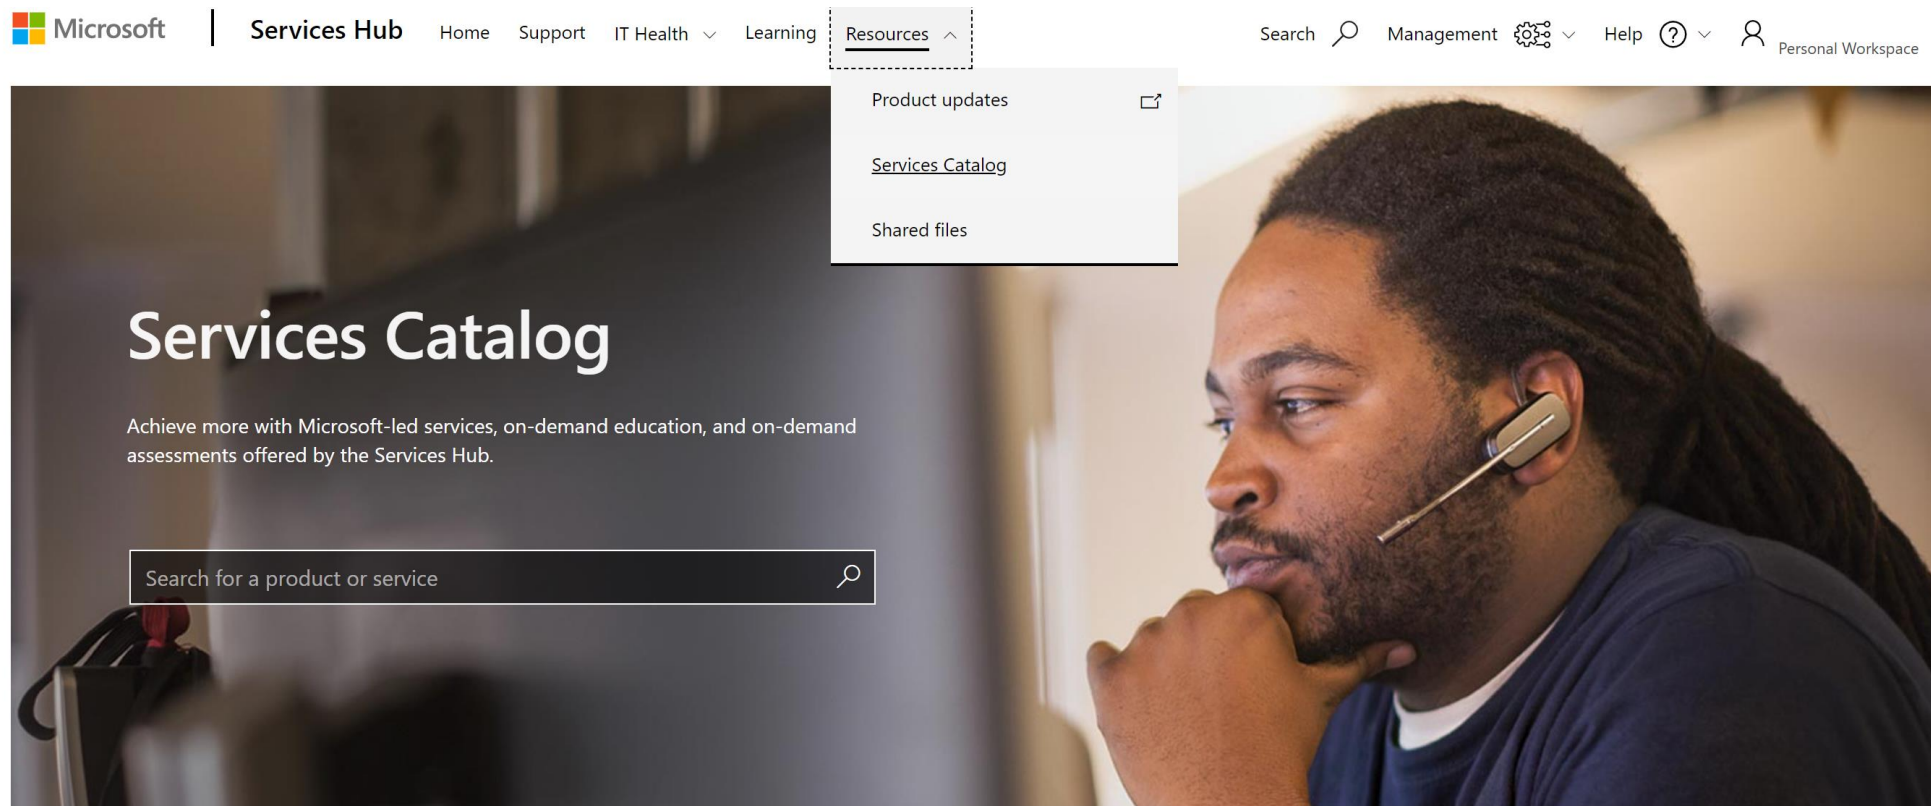 Microsoft
Services Hub
Home
Support
IT Health
Learning
Resources
Search
Management
Help
Personal Workspace
Product updates
Services Catalog
Shared files
Services Catalog
Achieve more with Microsoft-led services, on-demand education, and on-demand
assessments offered by the Services Hub.
Search for a product or service